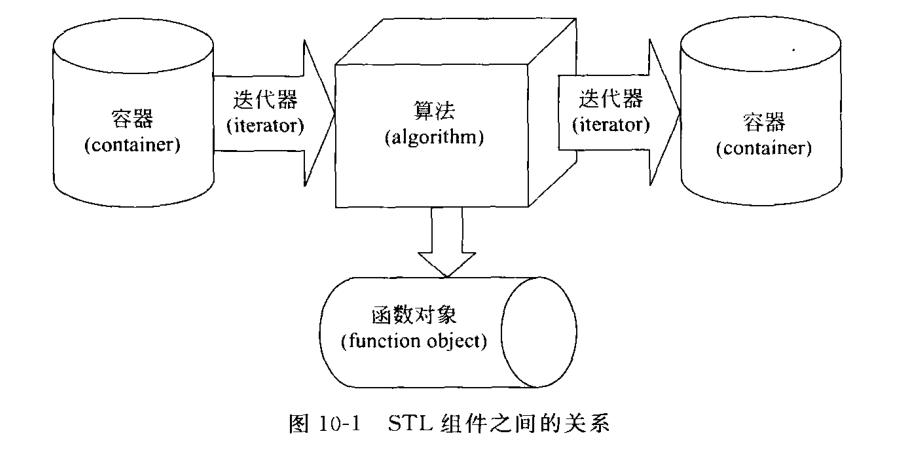 容器
(container)
迭代器
(iterator)
算法
(algorithm)
迭代器
(iterator)
容器
(container)
函数对象
(function object)
图 10-1 STL 组件之间的关系